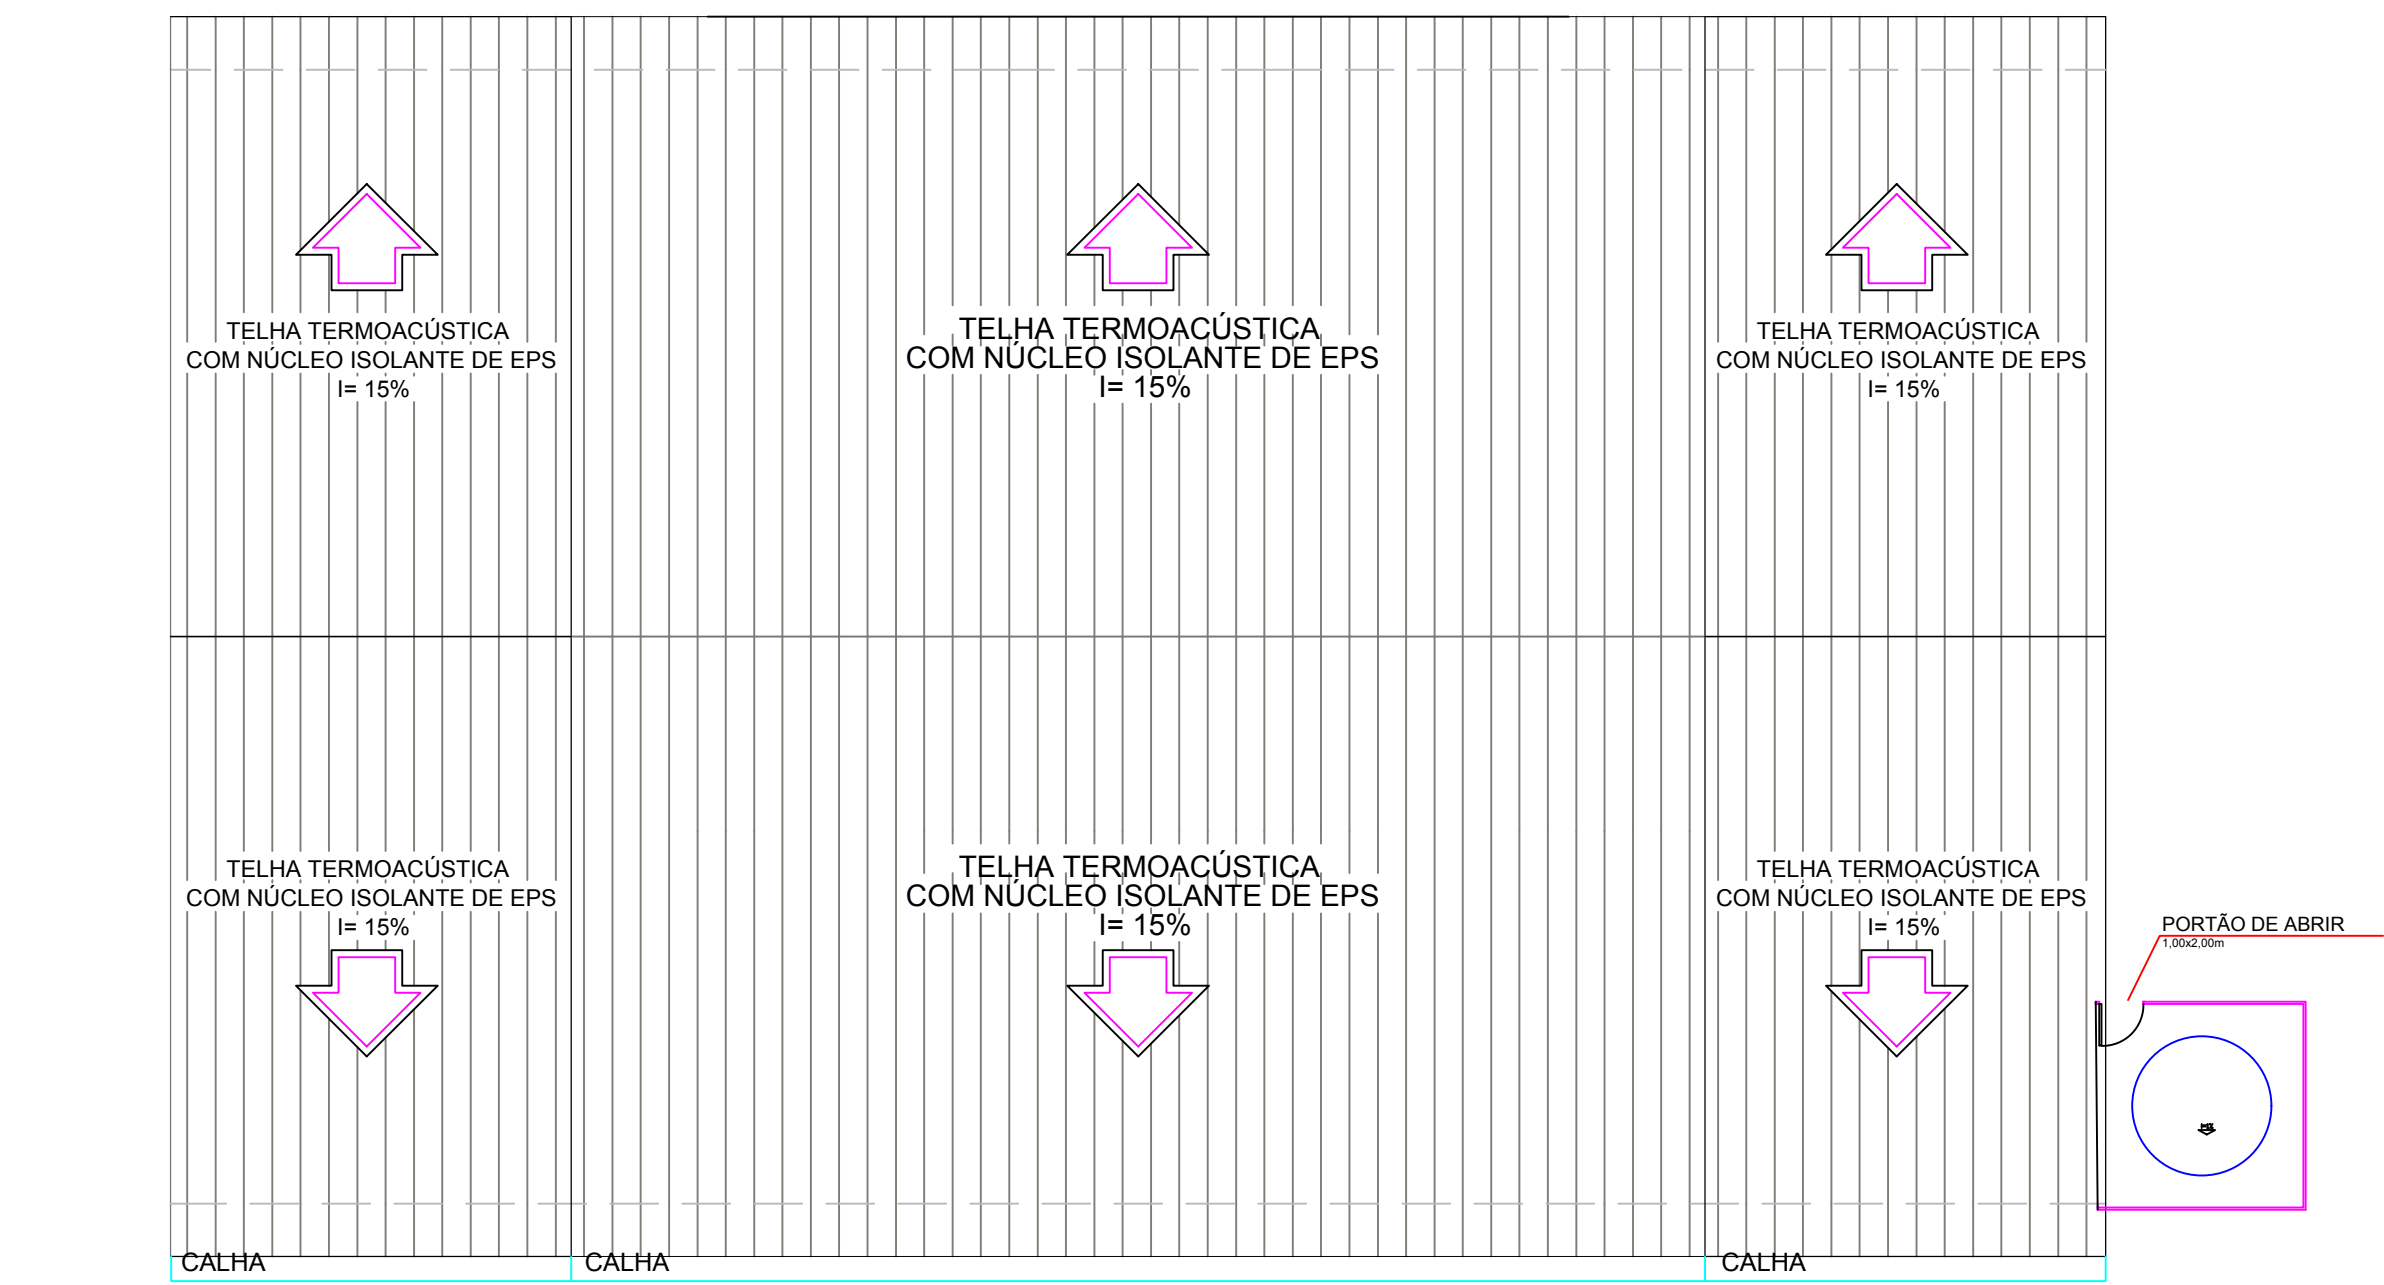 TELHA TERMOACÚSTICA
COM NÚCLEO ISOLANTE DE EPS
I= 15%
TELHA TERMOACÚSTICA
COM NÚCLEO ISOLANTE DE EPS
I= 15%
TELHA TERMOACÚSTICA
COM NÚCLEO ISOLANTE DE EPS
I= 15%
TELHA TERMOACÚSTICA
COM NÚCLEO ISOLANTE DE EPS
I= 15%
TELHA TERMOACÚSTICA
COM NÚCLEO ISOLANTE DE EPS
I= 15%
TELHA TERMOACÚSTICA
COM NÚCLEO ISOLANTE DE EPS
I= 15%
PORTÃO DE ABRIR
1,00x2,00m
CALHA
CALHA
CALHA